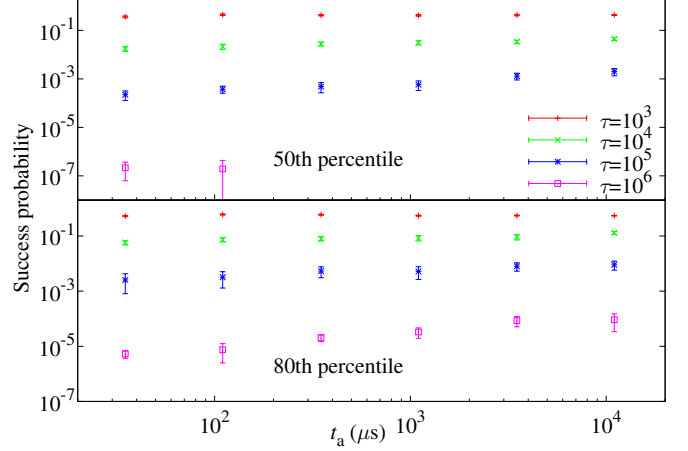 10^-1
10^-3
10^-5
10^-7
50th percentile
τ=10^3
τ=10^4
τ=10^5
τ=10^6
Success probability
10^-1
10^-3
10^-5
10^-7
80th percentile
10^2
10^3
10^4
t_a (μs)